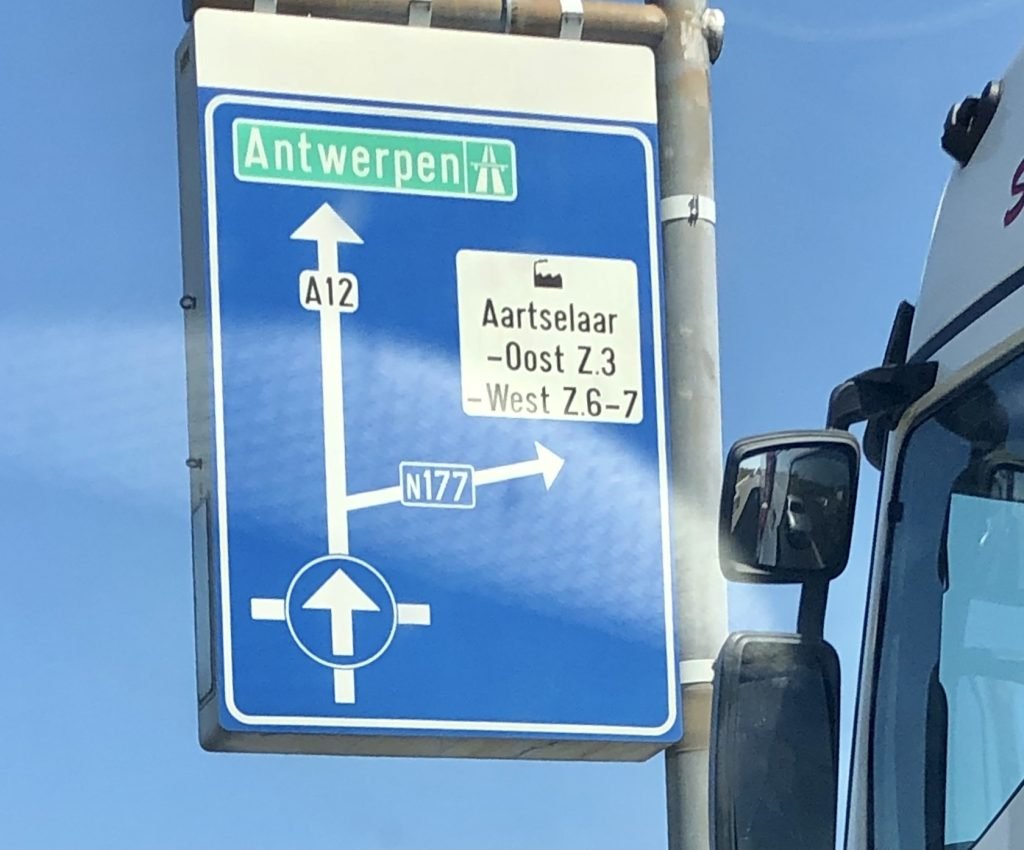 Antwerpen
A12
Aartselaar
-Oost Z.3
-West Z.6-7
N177